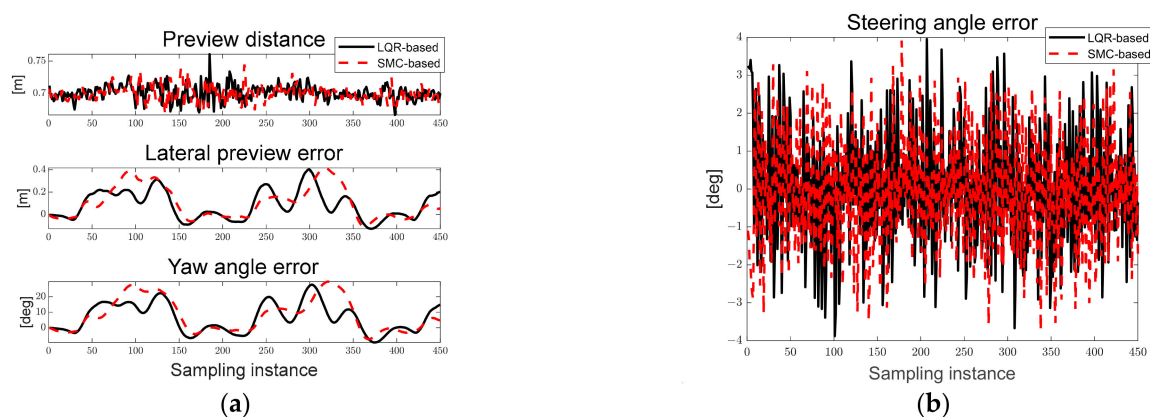 Preview distance
LQR-based
SMC-based
[m]
0.75
0.7
0 50 100 150 200 250 300 350 400 450
Lateral preview error
[m]
0.4
0.2
0
0 50 100 150 200 250 300 350 400 450
Yaw angle error
[deg]
20
10
0
0 50 100 150 200 250 300 350 400 450
Sampling instance
(a)
Steering angle error
LQR-based
SMC-based
[deg]
4
3
2
1
0
−1
−2
−3
−4
0 50 100 150 200 250 300 350 400 450
Sampling instance
(b)